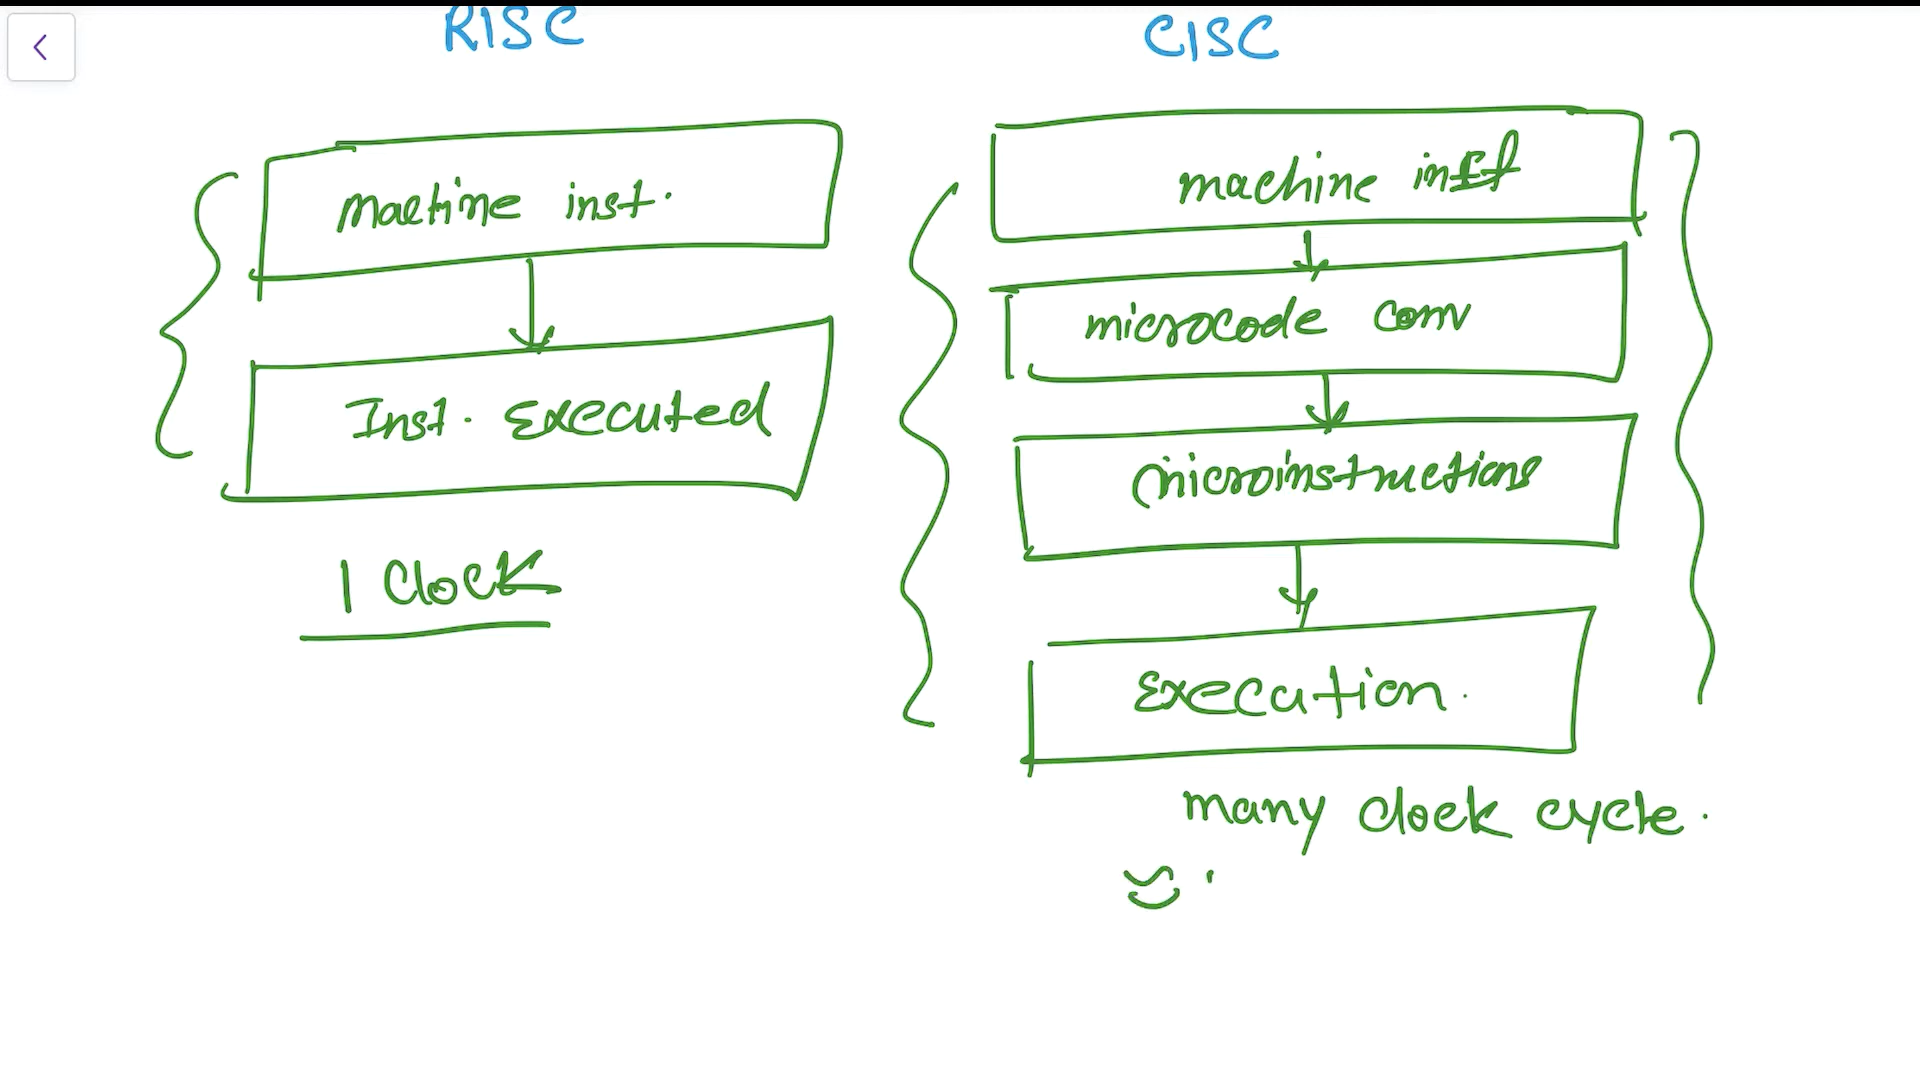 RISC
CISC
Machine inst.
Inst. Executed
1 Clock
machine inst
microcode conv
microinstructions
Execution.
many clock cycle.